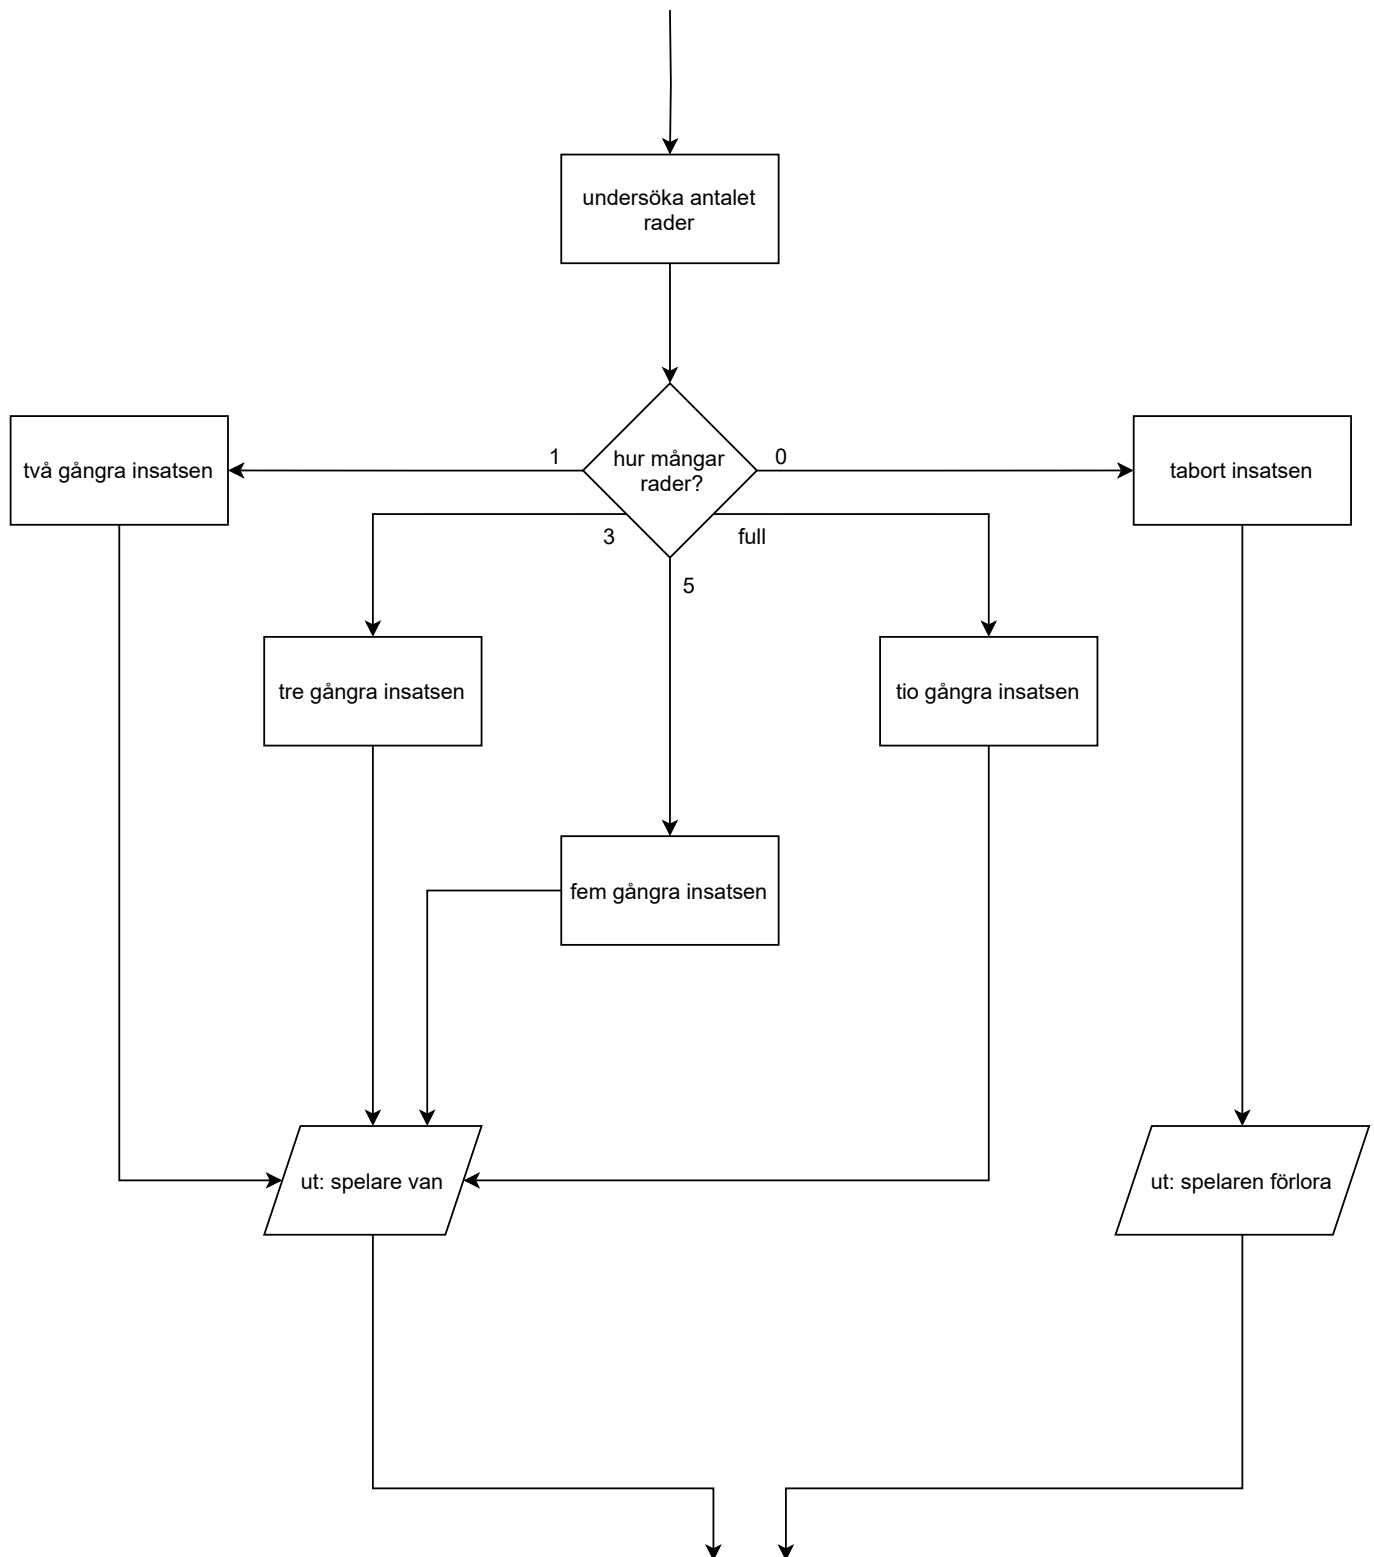 undersöka antalet
rader
hur mångar
rader?
1
0
två gångra insatsen
tabort insatsen
3
full
5
tre gångra insatsen
tio gångra insatsen
fem gångra insatsen
ut: spelare van
ut: spelaren förlora